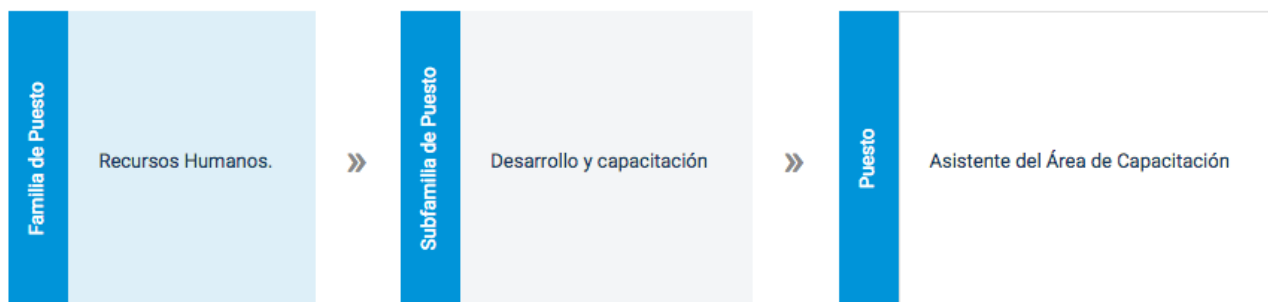 Familia de Puesto
Recursos Humanos.
»
Subfamilia de Puesto
Desarrollo y capacitación
»
Puesto
Asistente del Área de Capacitación